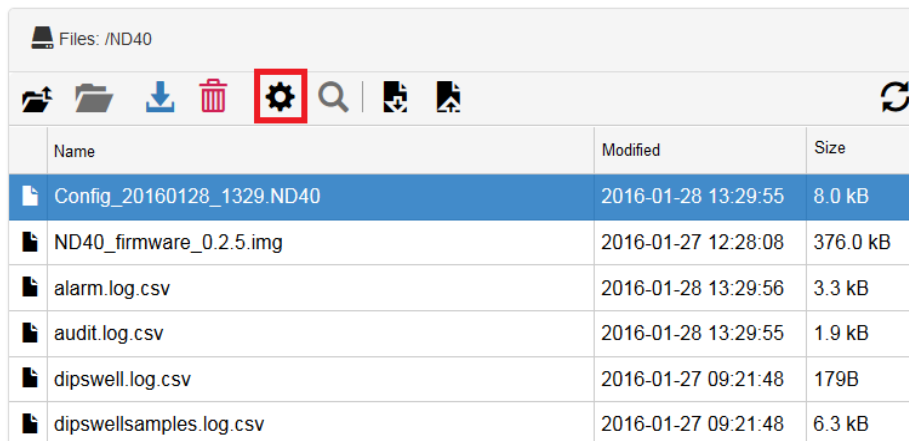 Files: /ND40
Name Modified Size
Config_20160128_1329.ND40 2016-01-28 13:29:55 8.0 kB
ND40_firmware_0.2.5.img 2016-01-27 12:28:08 376.0 kB
alarm.log.csv 2016-01-28 13:29:56 3.3 kB
audit.log.csv 2016-01-28 13:29:55 1.9 kB
dipswell.log.csv 2016-01-27 09:21:48 179B
dipswellsamples.log.csv 2016-01-27 09:21:48 6.3 kB